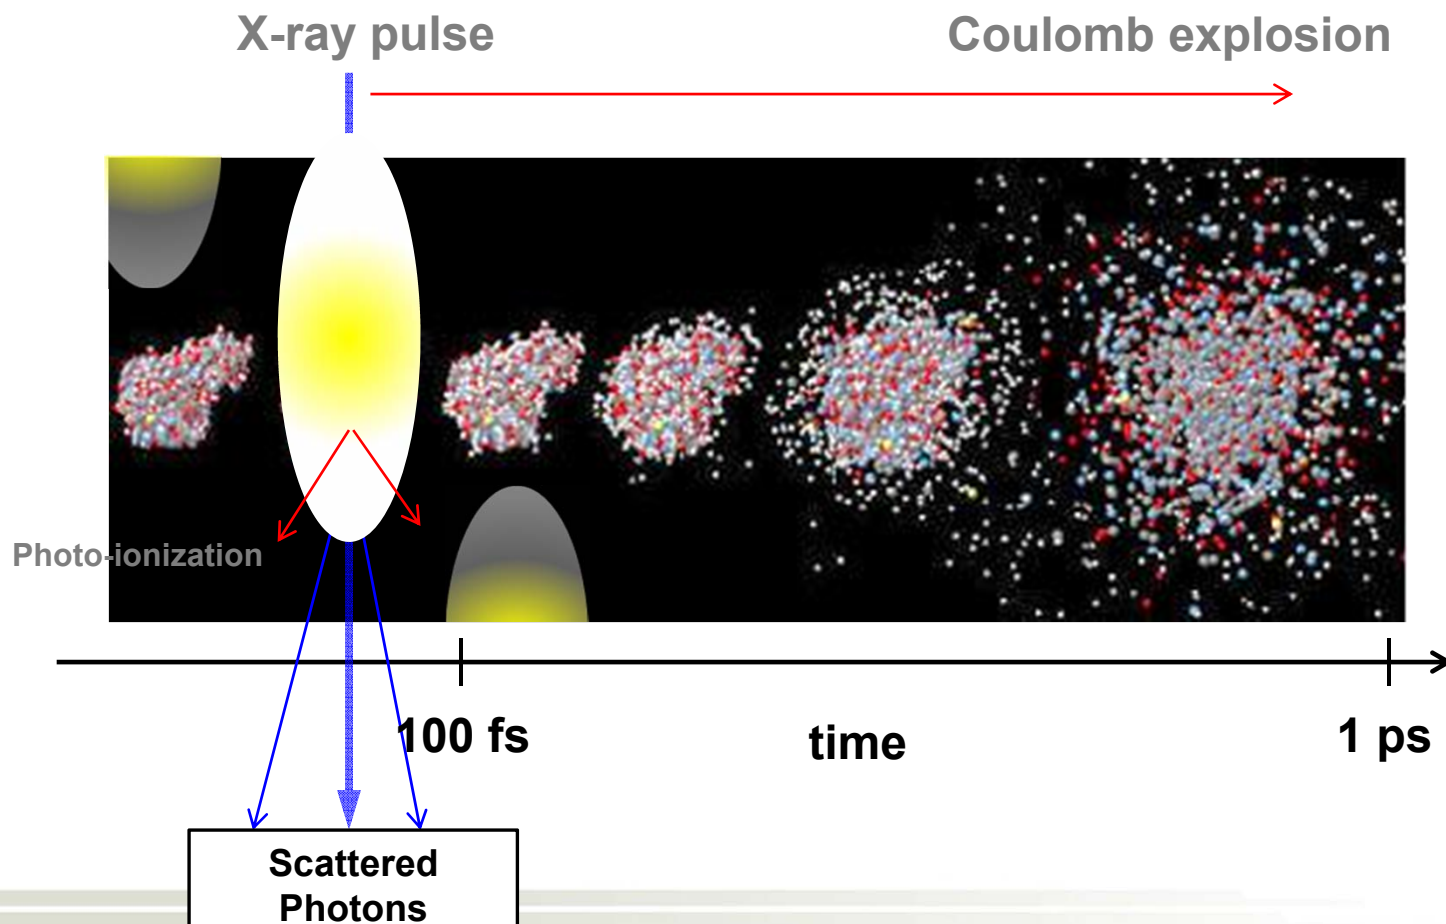 X-ray pulse
Coulomb explosion
Photo-ionization
100 fs
time
1 ps
Scattered
Photons